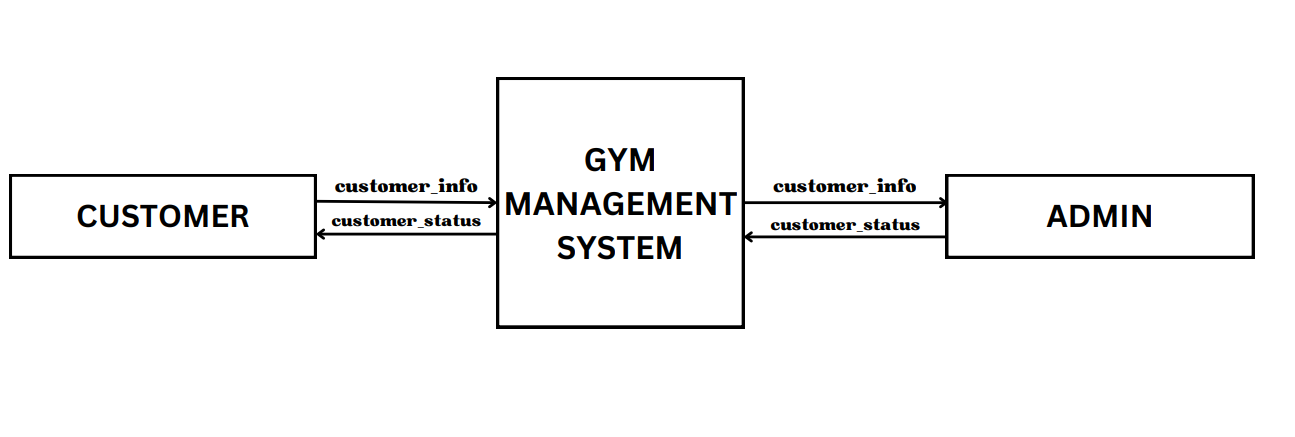 CUSTOMER
customer_info
customer_status
GYM
MANAGEMENT
SYSTEM
customer_info
customer_status
ADMIN